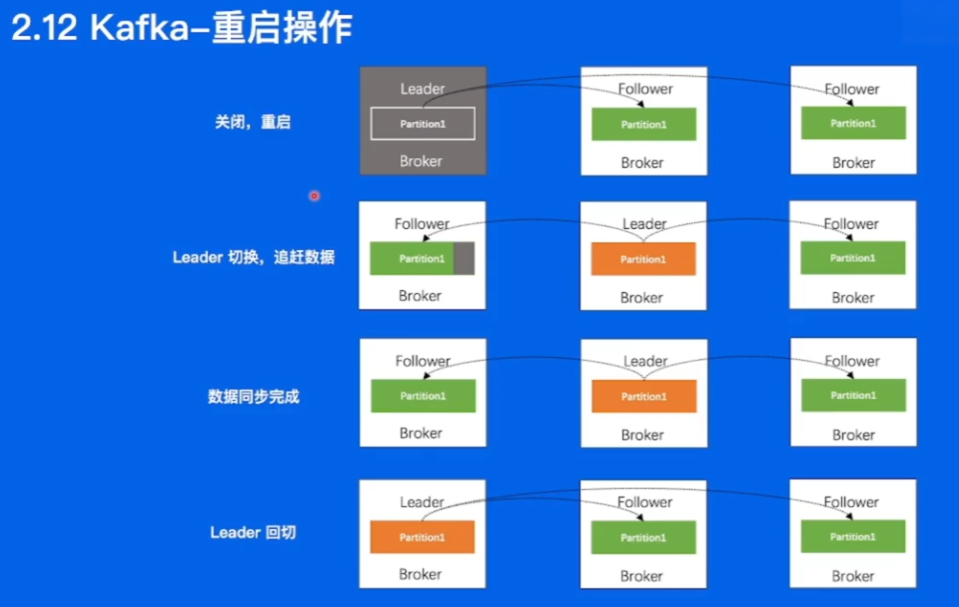 2.12 Kafka-重启操作
关闭，重启
Leader
Partition1
Broker
Follower
Partition1
Broker
Follower
Partition1
Broker
Leader 切换，追赶数据
Follower
Partition1
Broker
Leader
Partition1
Broker
Follower
Partition1
Broker
数据同步完成
Follower
Partition1
Broker
Leader
Partition1
Broker
Follower
Partition1
Broker
Leader 回切
Leader
Partition1
Broker
Follower
Partition1
Broker
Follower
Partition1
Broker